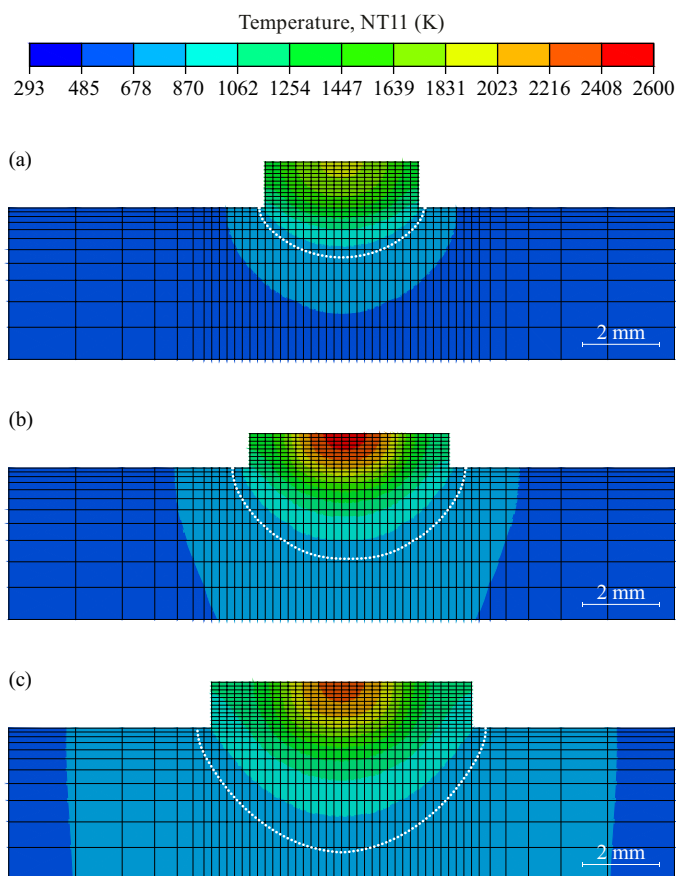 Temperature, NT11 (K)
293 485 678 870 1062 1254 1447 1639 1831 2023 2216 2408 2600
(a)
2 mm
(b)
2 mm
(c)
2 mm